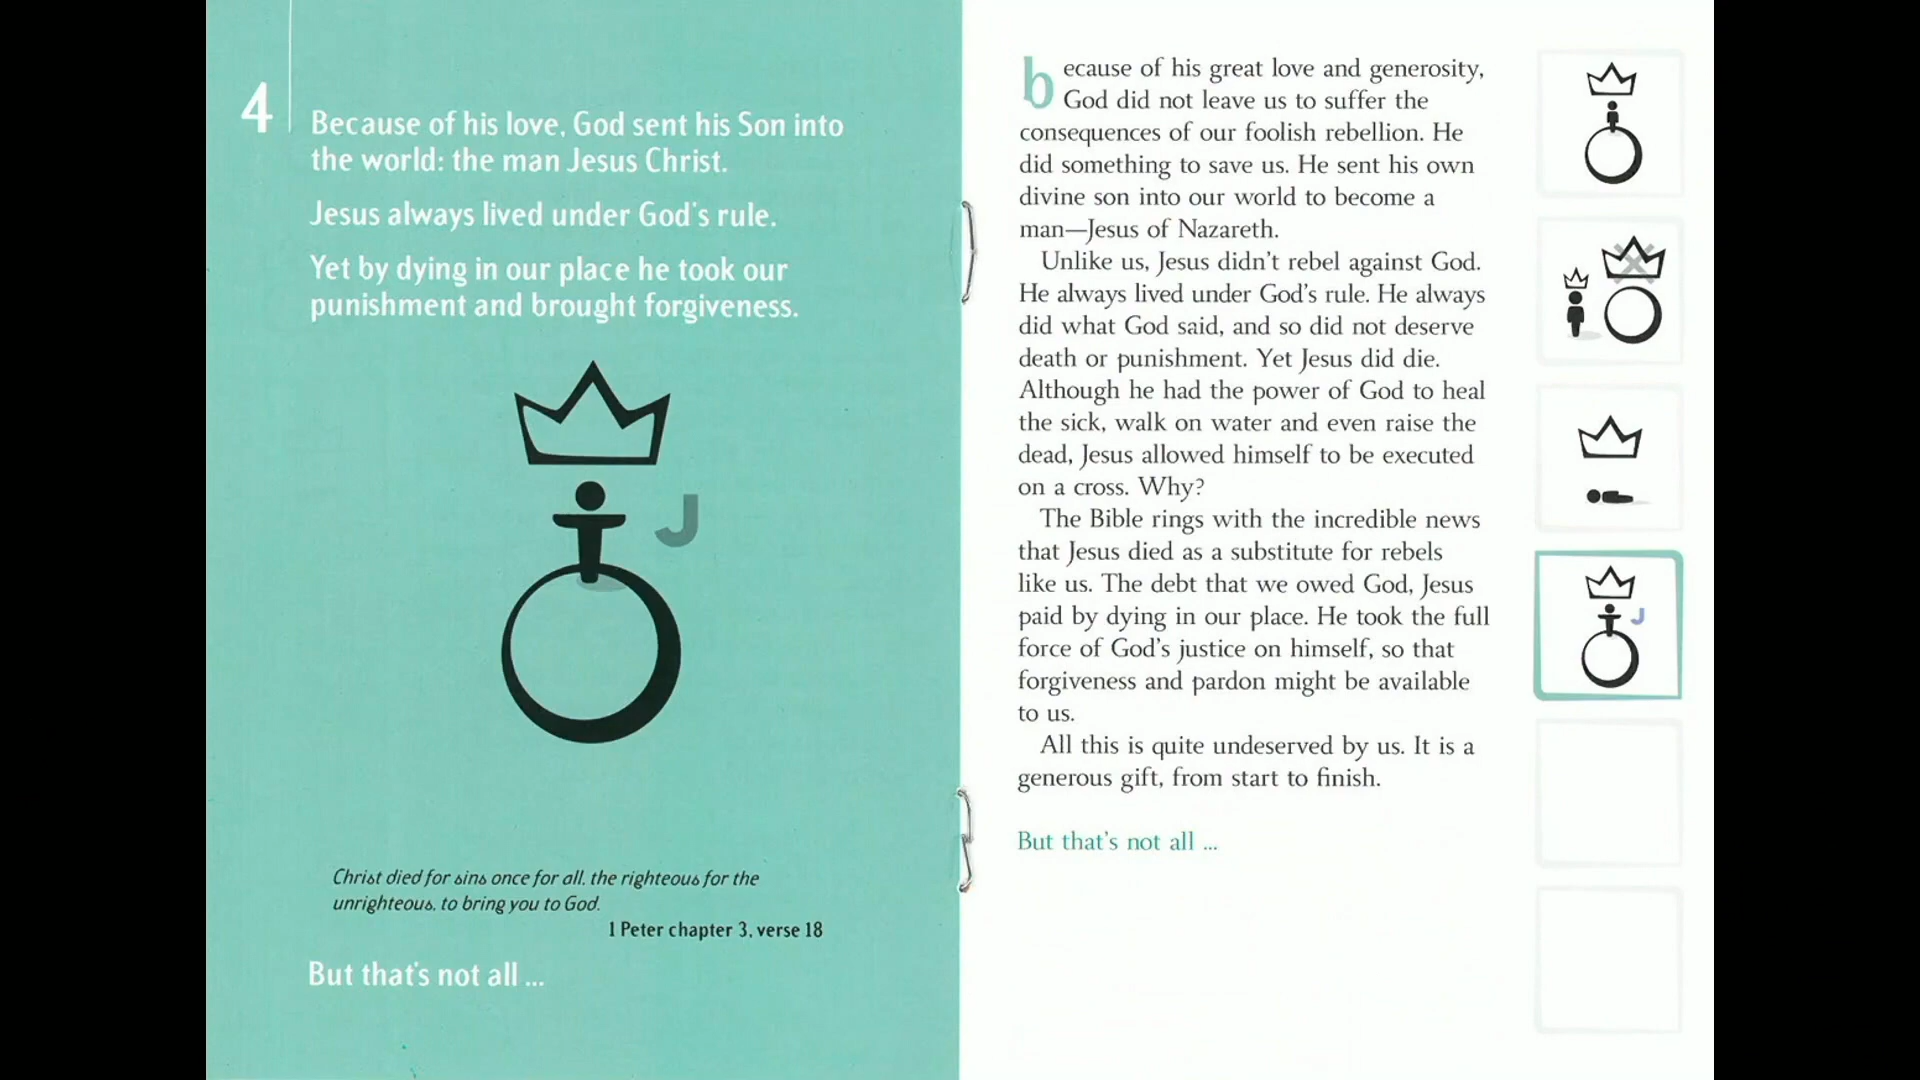 4
Because of his love, God sent his Son into
the world: the man Jesus Christ.
Jesus always lived under God's rule.
Yet by dying in our place he took our
punishment and brought forgiveness.
J
Christ died for sins once for all, the righteous for the
unrighteous, to bring you to God.
1 Peter chapter 3, verse 18
But that's not all ...
because of his great love and generosity,
God did not leave us to suffer the
consequences of our foolish rebellion. He
did something to save us. He sent his own
divine son into our world to become a
man—Jesus of Nazareth.
Unlike us, Jesus didn't rebel against God.
He always lived under God's rule. He always
did what God said, and so did not deserve
death or punishment. Yet Jesus did die.
Although he had the power of God to heal
the sick, walk on water and even raise the
dead, Jesus allowed himself to be executed
on a cross. Why?
The Bible rings with the incredible news
that Jesus died as a substitute for rebels
like us. The debt that we owed God, Jesus
paid by dying in our place. He took the full
force of God's justice on himself, so that
forgiveness and pardon might be available
to us.
All this is quite undeserved by us. It is a
generous gift, from start to finish.
But that's not all ...
J